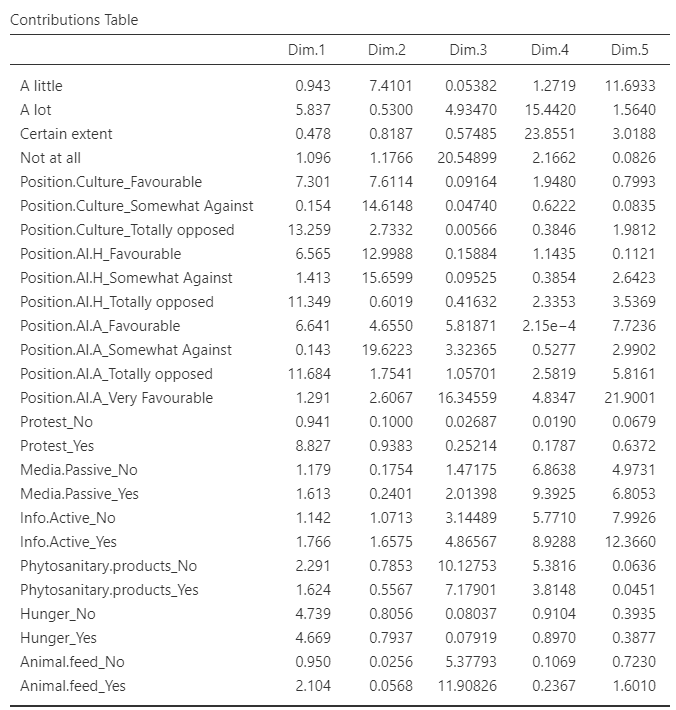 Contributions Table
Dim.1 Dim.2 Dim.3 Dim.4 Dim.5
A little 0.943 7.4101 0.05382 1.2719 11.6933
A lot 5.837 0.5300 4.93470 15.4420 1.5640
Certain extent 0.478 0.8187 0.57485 23.8551 3.0188
Not at all 1.096 1.1766 20.54899 2.1662 0.0826
Position.Culture_Favourable 7.301 7.6114 0.09164 1.9480 0.7993
Position.Culture_Somewhat Against 0.154 14.6148 0.04740 0.6222 0.0835
Position.Culture_Totally opposed 13.259 2.7332 0.00566 0.3846 1.9812
Position.Al.H_Favourable 6.565 12.9988 0.15884 1.1435 0.1121
Position.Al.H_Somewhat Against 1.413 15.6599 0.09525 0.3854 2.6423
Position.Al.H_Totally opposed 11.349 0.6019 0.41632 2.3353 3.5369
Position.Al.A_Favourable 6.641 4.6550 5.81871 2.15e−4 7.7236
Position.Al.A_Somewhat Against 0.143 19.6223 3.32365 0.5277 2.9902
Position.Al.A_Totally opposed 11.684 1.7541 1.05701 2.5819 5.8161
Position.Al.A_Very Favourable 1.291 2.6067 16.34559 4.8347 21.9001
Protest_No 0.941 0.1000 0.02687 0.0190 0.0679
Protest_Yes 8.827 0.9383 0.25214 0.1787 0.6372
Media.Passive_No 1.179 0.1754 1.47175 6.8638 4.9731
Media.Passive_Yes 1.613 0.2401 2.01398 9.3925 6.8053
Info.Active_No 1.142 1.0713 3.14489 5.7710 7.9926
Info.Active_Yes 1.766 1.6575 4.86567 8.9288 12.3660
Phytosanitary.products_No 2.291 0.7853 10.12753 5.3816 0.0636
Phytosanitary.products_Yes 1.624 0.5567 7.17901 3.8148 0.0451
Hunger_No 4.739 0.8056 0.08037 0.9104 0.3935
Hunger_Yes 4.669 0.7937 0.07919 0.8970 0.3877
Animal.feed_No 0.950 0.0256 5.37793 0.1069 0.7230
Animal.feed_Yes 2.104 0.0568 11.90826 0.2367 1.6010